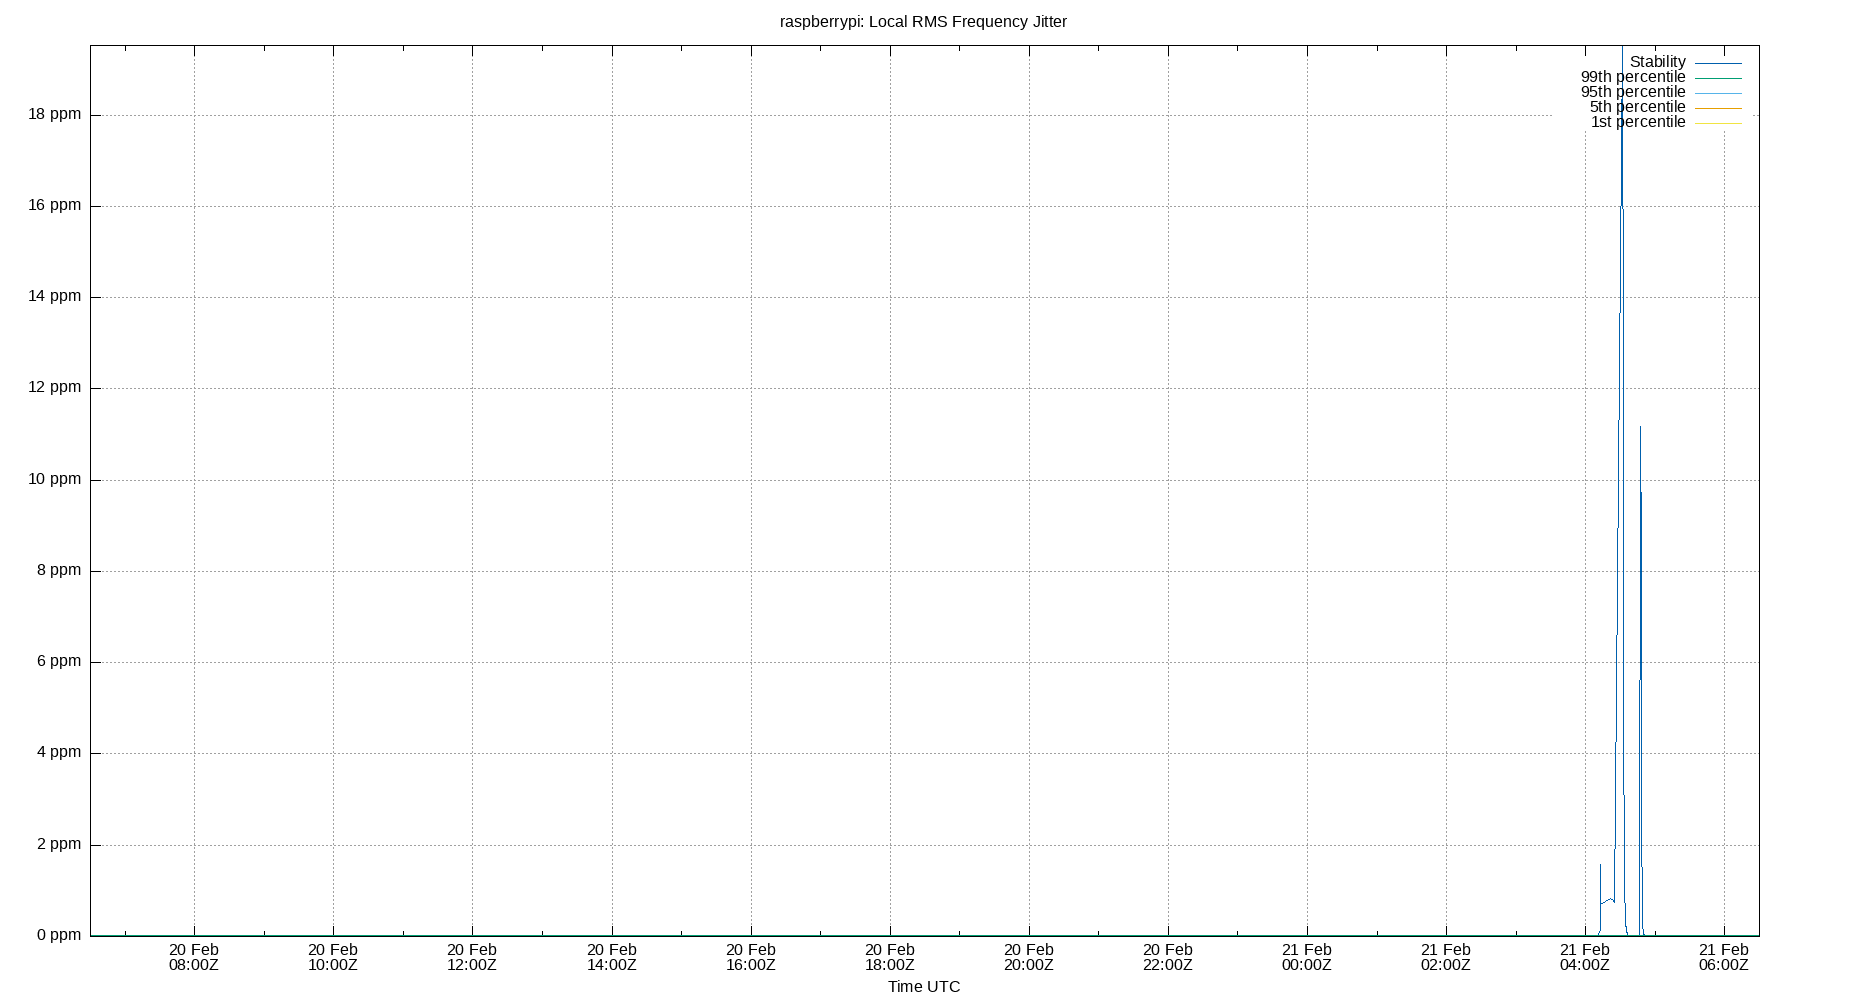 raspberrypi: Local RMS Frequency Jitter
Stability
99th percentile
95th percentile
5th percentile
1st percentile
18 ppm
16 ppm
14 ppm
12 ppm
10 ppm
8 ppm
6 ppm
4 ppm
2 ppm
0 ppm
20 Feb 20 Feb 20 Feb 20 Feb 20 Feb 20 Feb 20 Feb 20 Feb 21 Feb 21 Feb 21 Feb 21 Feb
08:00Z 10:00Z 12:00Z 14:00Z 16:00Z 18:00Z 20:00Z 22:00Z 00:00Z 02:00Z 04:00Z 06:00Z
Time UTC